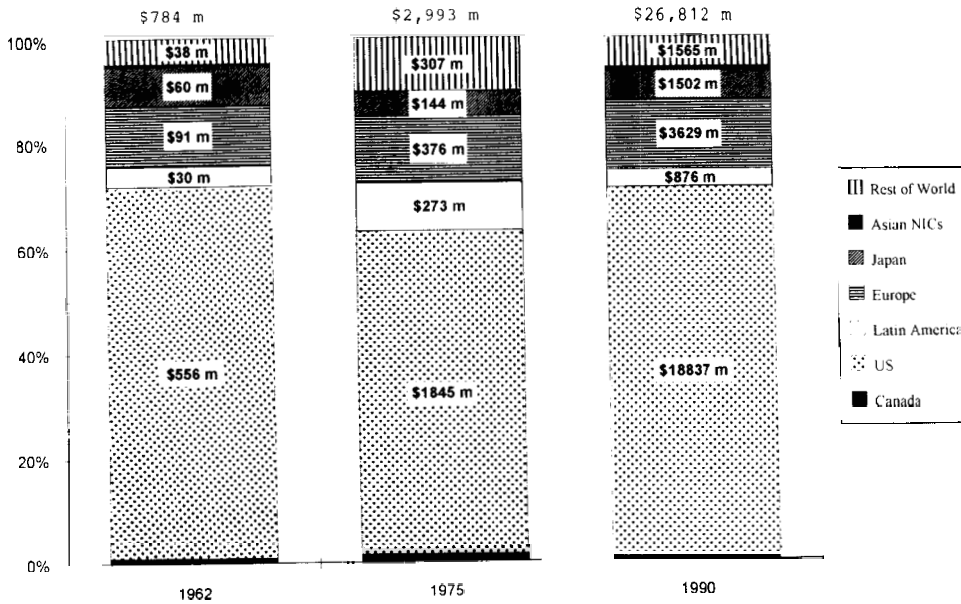 $784 m $2,993 m $26,812 m
100%
$38 m $307 m $1565 m
$60 m $144 m $1502 m
$91 m $376 m $3629 m
80%
$30 m $273 m $876 m
60%
40%
$556 m $1845 m $18837 m
20%
0%
1962 1975 1990
Rest of World
Asian NICs
Japan
Europe
Latin America
US
Canada